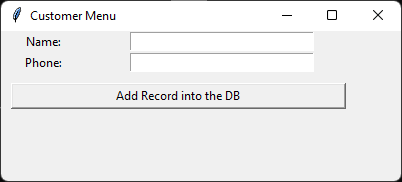 Customer Menu
Name:
Phone:
Add Record into the DB